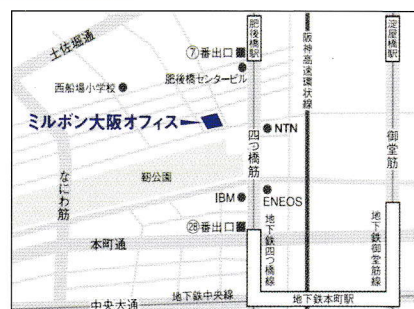 土佐堀通
⑦番出口
肥後橋駅
阪神高速環状線
淀屋橋駅
肥後橋センタービル
西船場小学校
ミルボン大阪オフィス
NTN
四つ橋筋
御堂筋
なにわ筋
靭公園
IBM
ENEOS
㉘番出口
本町通
地下鉄四つ橋線
地下鉄御堂筋線
地下鉄中央線
地下鉄本町駅
中央大通